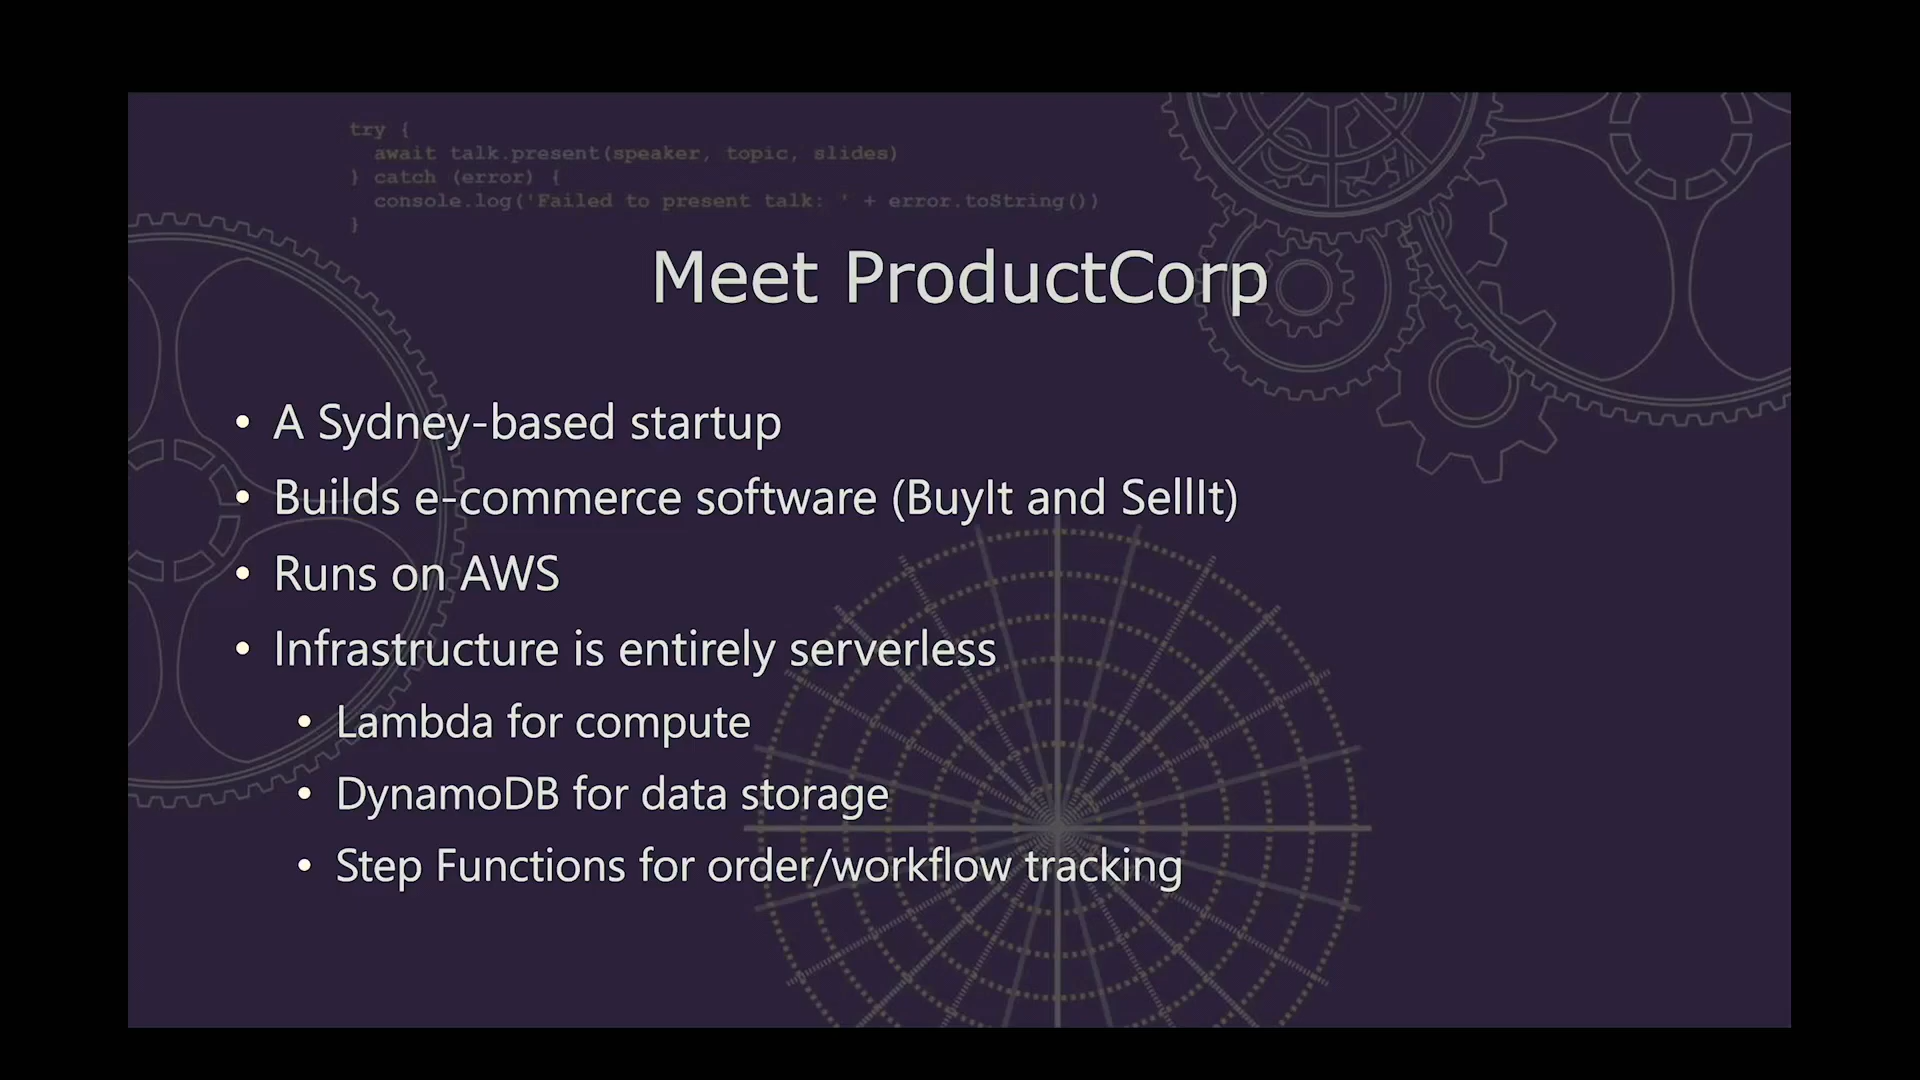 try {
await talk.present(speaker, topic, slides)
} catch (error) {
console.log('Failed to present talk: ' + error.toString())
}
Meet ProductCorp
• A Sydney-based startup
• Builds e-commerce software (BuyIt and SellIt)
• Runs on AWS
• Infrastructure is entirely serverless
• Lambda for compute
• DynamoDB for data storage
• Step Functions for order/workflow tracking